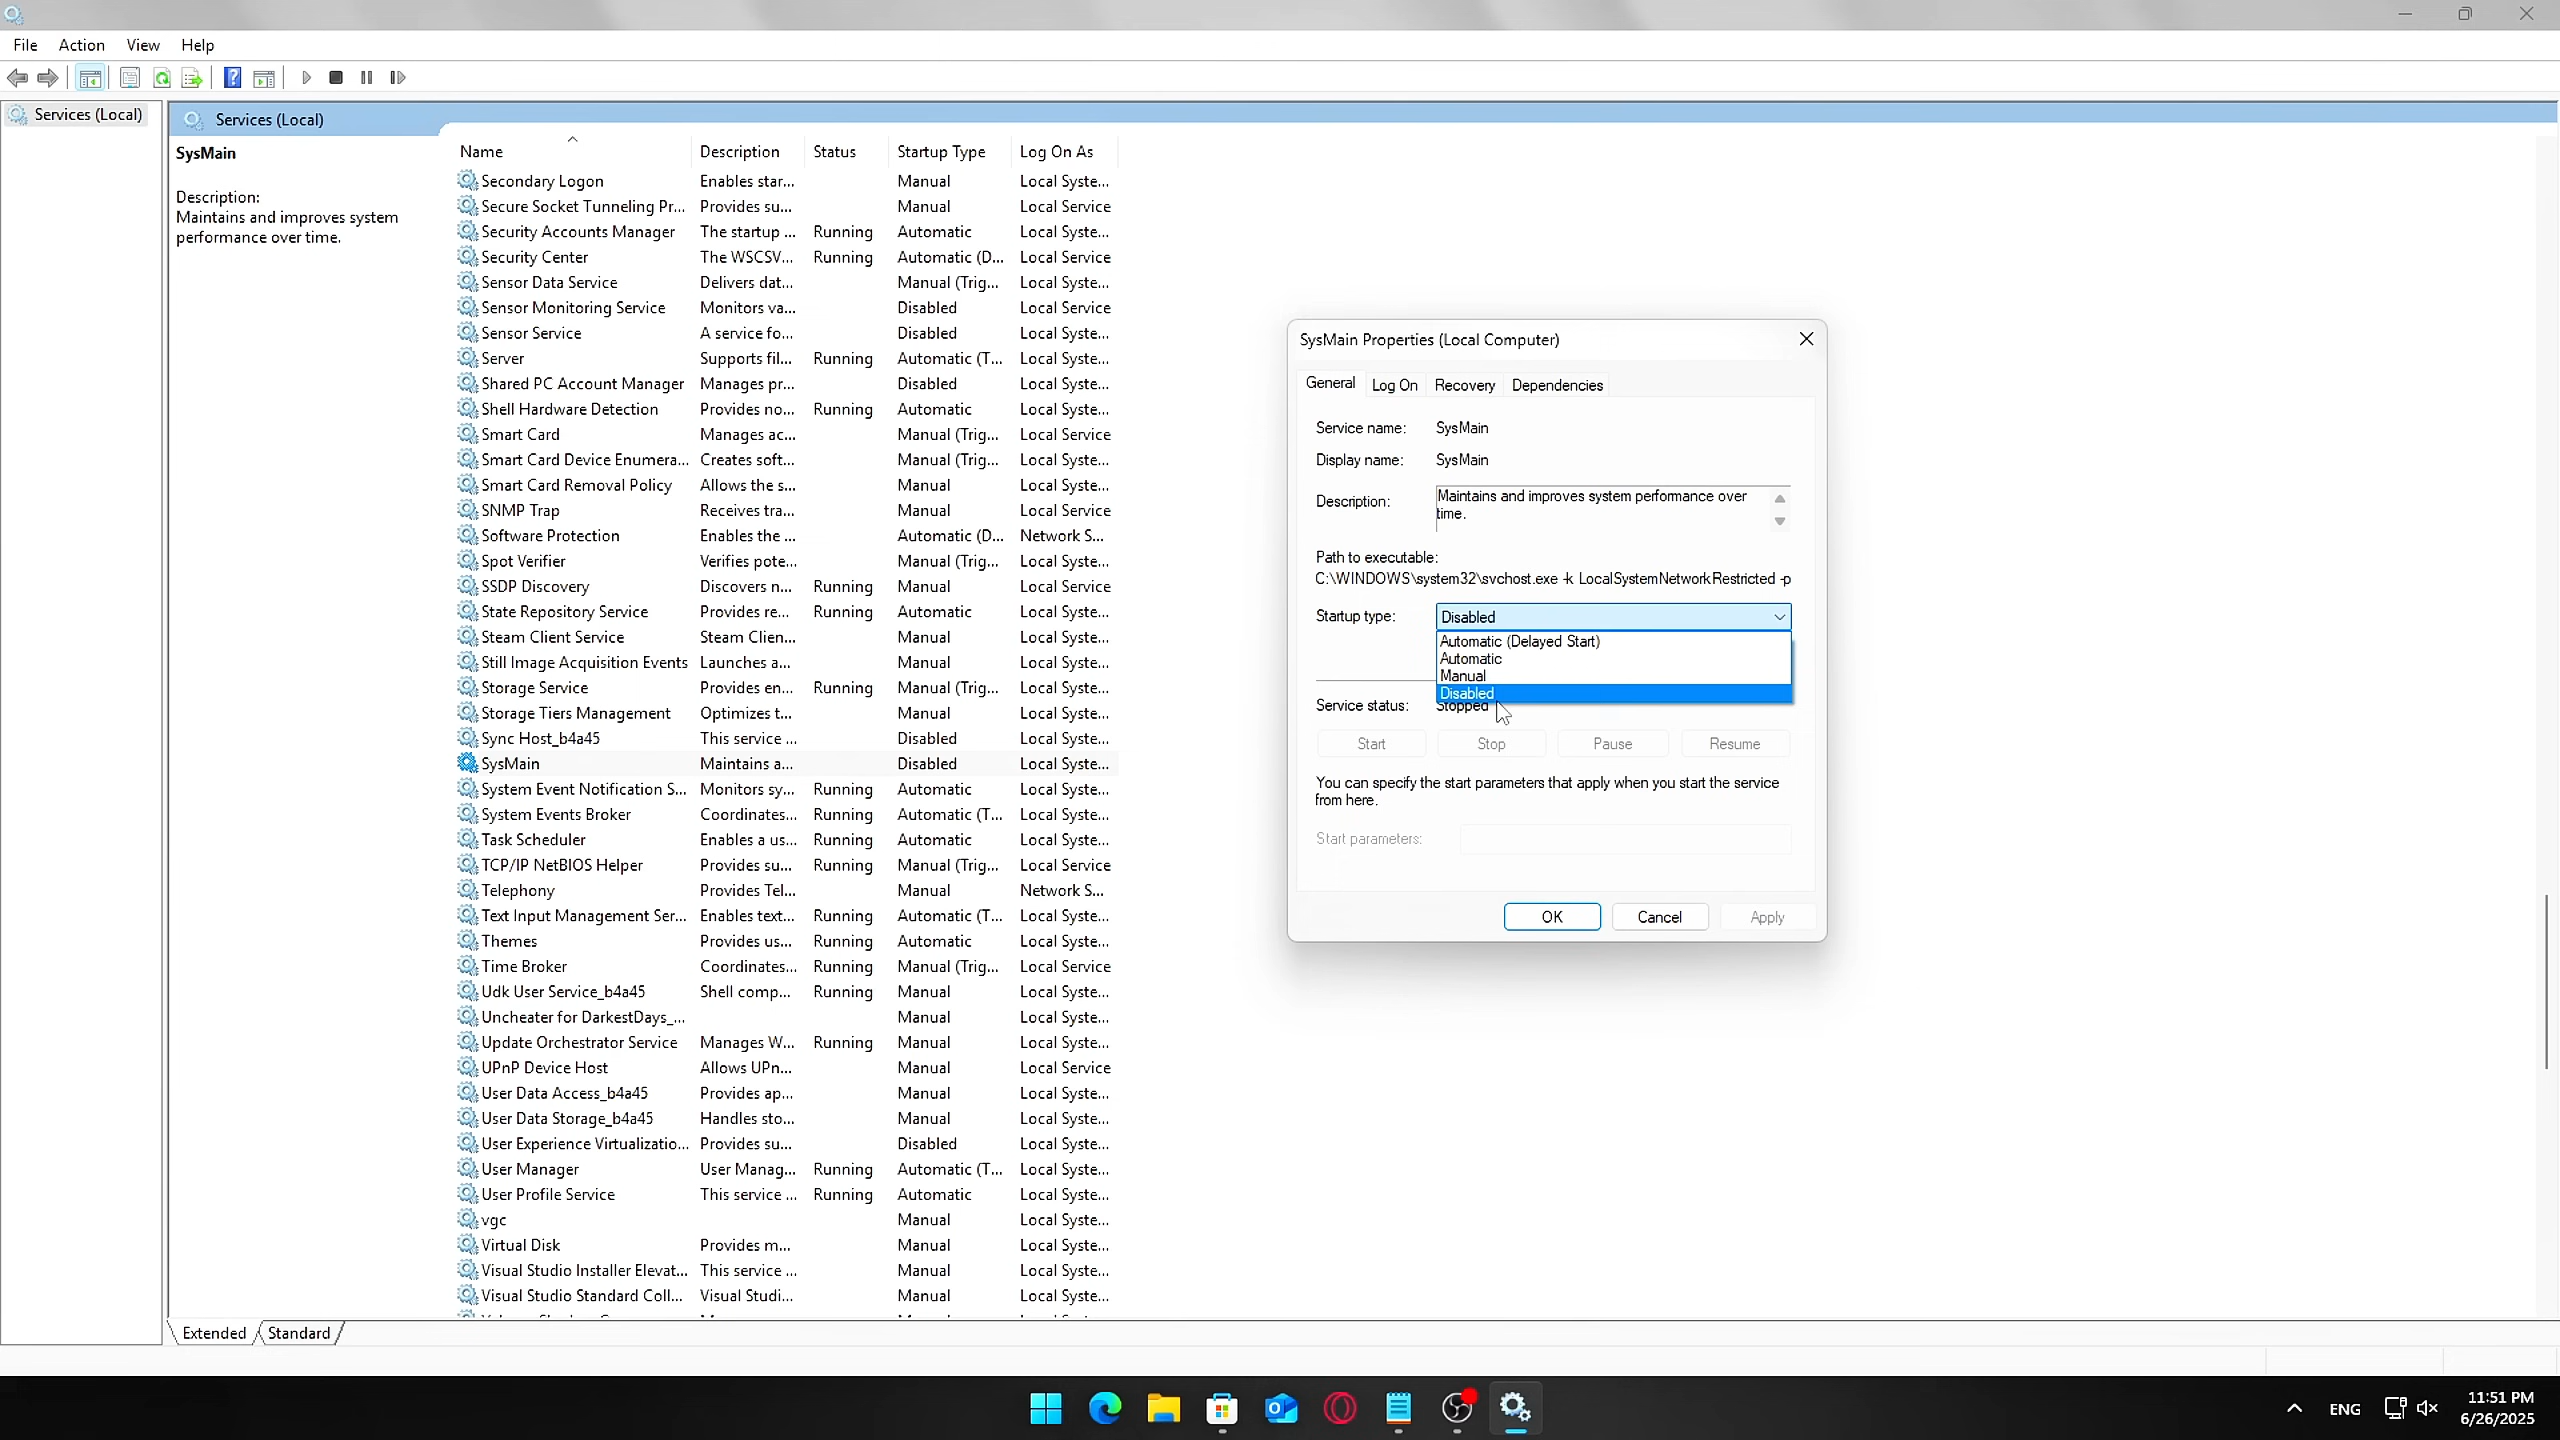 File Action View Help
Services (Local)
Services (Local)
SysMain
Description:
Maintains and improves system
performance over time.
Name Description Status Startup Type Log On As
Secondary Logon Enables star... Manual Local Syste...
Secure Socket Tunneling Pr... Provides su... Manual Local Service
Security Accounts Manager The startup ... Running Automatic Local Syste...
Security Center The WSCSV... Running Automatic (D... Local Service
Sensor Data Service Delivers dat... Manual (Trig... Local Syste...
Sensor Monitoring Service Monitors va... Disabled Local Service
Sensor Service A service fo... Disabled Local Syste...
Server Supports fil... Running Automatic (T... Local Syste...
Shared PC Account Manager Manages pr... Disabled Local Syste...
Shell Hardware Detection Provides no... Running Automatic Local Syste...
Smart Card Manages ac... Manual (Trig... Local Service
Smart Card Device Enumera... Creates soft... Manual (Trig... Local Syste...
Smart Card Removal Policy Allows the s... Manual Local Syste...
SNMP Trap Receives tra... Manual Local Service
Software Protection Enables the ... Automatic (D... Network S...
Spot Verifier Verifies pote... Manual (Trig... Local Syste...
SSDP Discovery Discovers n... Running Manual Local Service
State Repository Service Provides re... Running Automatic Local Syste...
Steam Client Service Steam Clien... Manual Local Syste...
Still Image Acquisition Events Launches a... Manual Local Syste...
Storage Service Provides en... Running Manual (Trig... Local Syste...
Storage Tiers Management Optimizes t... Manual Local Syste...
Sync Host_b4a45 This service ... Disabled Local Syste...
SysMain Maintains a... Disabled Local Syste...
System Event Notification S... Monitors sy... Running Automatic Local Syste...
System Events Broker Coordinates... Running Automatic (T... Local Syste...
Task Scheduler Enables a us... Running Automatic Local Syste...
TCP/IP NetBIOS Helper Provides su... Running Manual (Trig... Local Service
Telephony Provides Tel... Manual Network S...
Text Input Management Ser... Enables text... Running Automatic (T... Local Syste...
Themes Provides us... Running Automatic Local Syste...
Time Broker Coordinates... Running Manual (Trig... Local Service
Udk User Service_b4a45 Shell comp... Running Manual Local Syste...
Uncheater for DarkestDays_... Manual Local Syste...
Update Orchestrator Service Manages W... Running Manual Local Syste...
UPnP Device Host Allows UPn... Manual Local Service
User Data Access_b4a45 Provides ap... Manual Local Syste...
User Data Storage_b4a45 Handles sto... Manual Local Syste...
User Experience Virtualizatio... Provides su... Disabled Local Syste...
User Manager User Manag... Running Automatic (T... Local Syste...
User Profile Service This service ... Running Automatic Local Syste...
vgc Manual Local Syste...
Virtual Disk Provides m... Manual Local Syste...
Visual Studio Installer Elevat... This service ... Manual Local Syste...
Visual Studio Standard Coll... Visual Studi... Manual Local Syste...
Extended Standard
SysMain Properties (Local Computer)
General Log On Recovery Dependencies
Service name: SysMain
Display name: SysMain
Description: Maintains and improves system performance over
time.
Path to executable:
C:\WINDOWS\system32\svchost.exe -k LocalSystemNetworkRestricted -p
Startup type: Disabled
Automatic (Delayed Start)
Automatic
Manual
Disabled
Service status: Stopped
Start Stop Pause Resume
You can specify the start parameters that apply when you start the service
from here.
Start parameters:
OK Cancel Apply
ENG
11:51 PM
6/26/2025